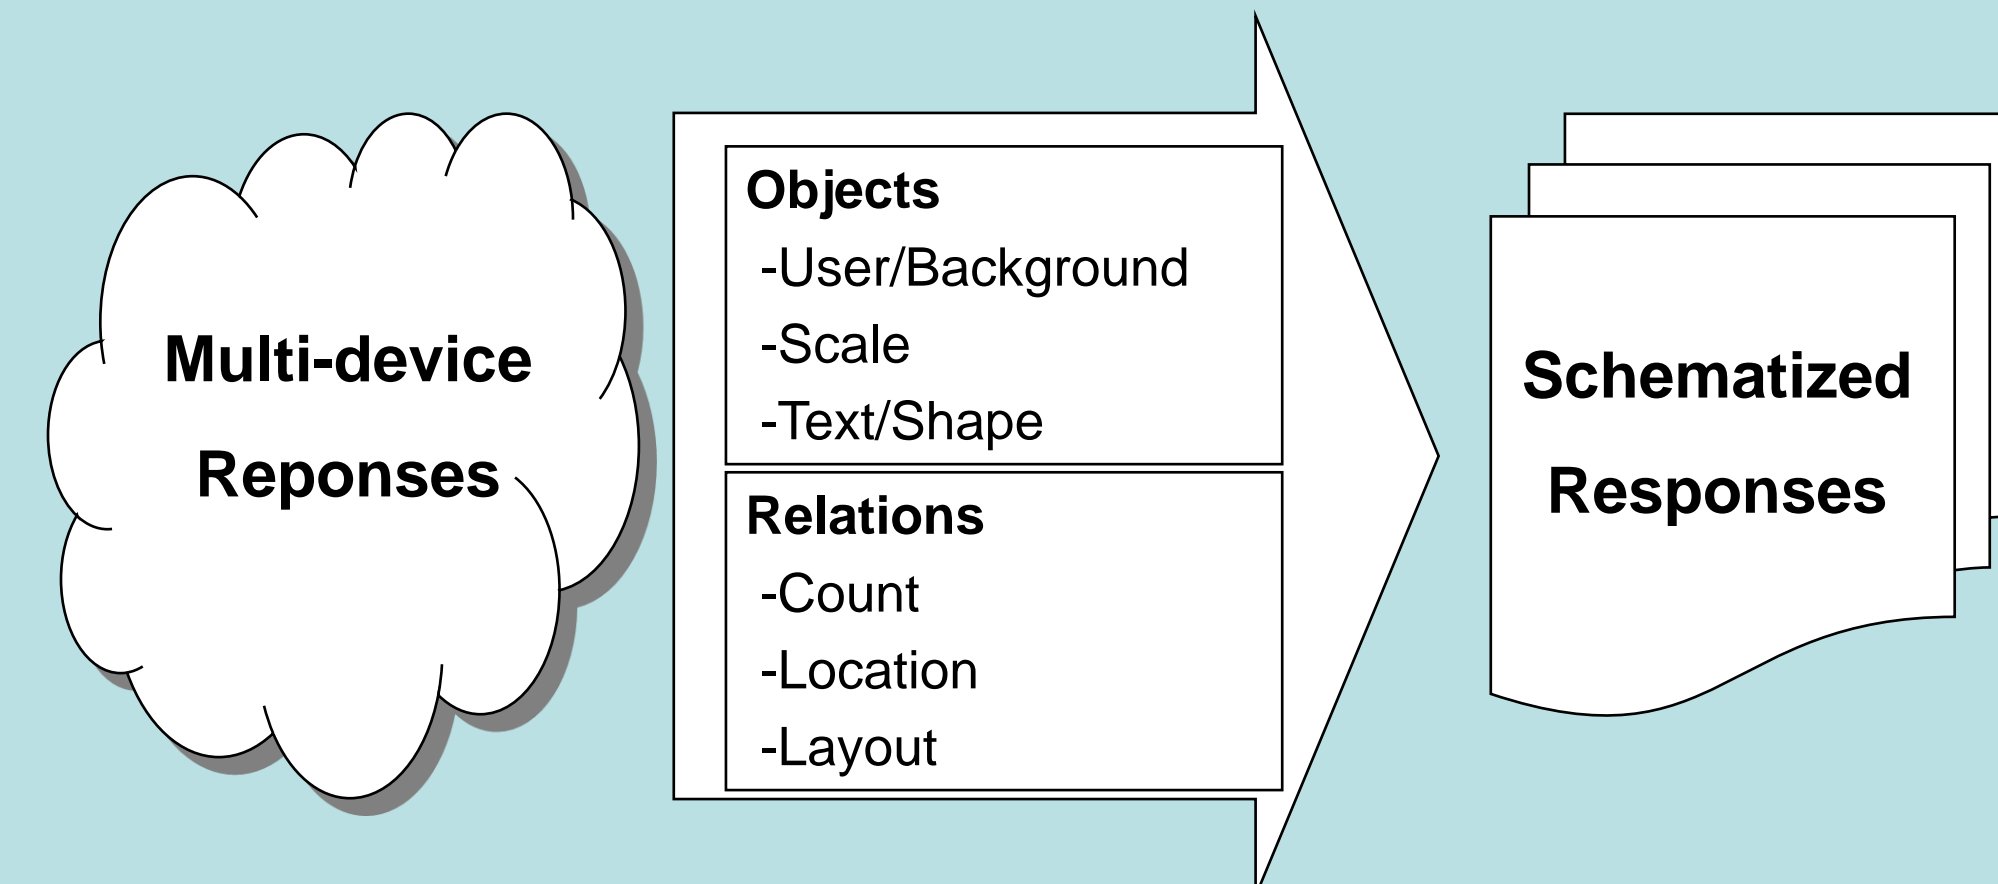 Multi-device
Reponses
Objects
-User/Background
-Scale
-Text/Shape
Relations
-Count
-Location
-Layout
Schematized
Responses